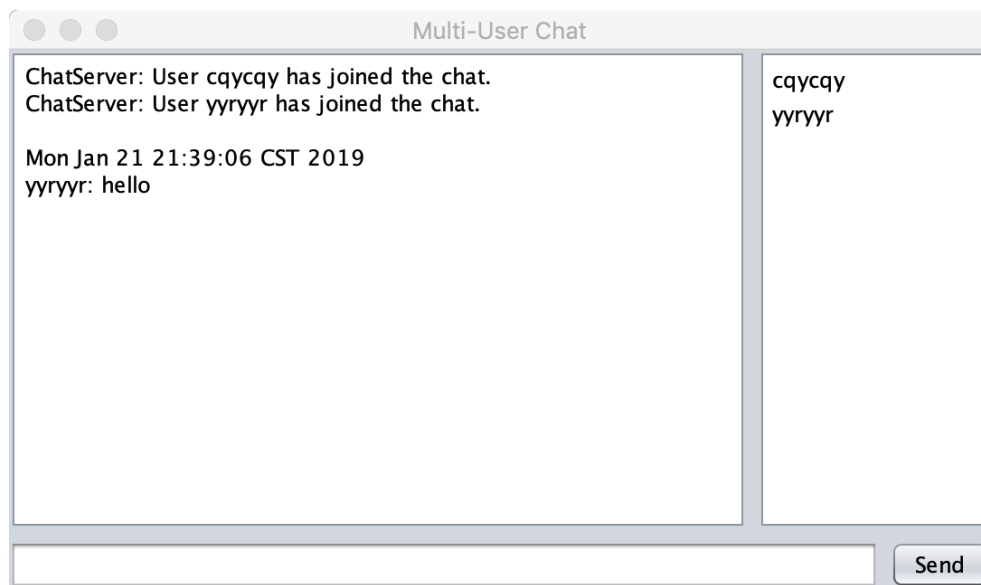 Multi-User Chat
ChatServer: User cqycqy has joined the chat.
ChatServer: User yyryyr has joined the chat.
Mon Jan 21 21:39:06 CST 2019
yyryyr: hello
cqycqy
yyryyr
Send